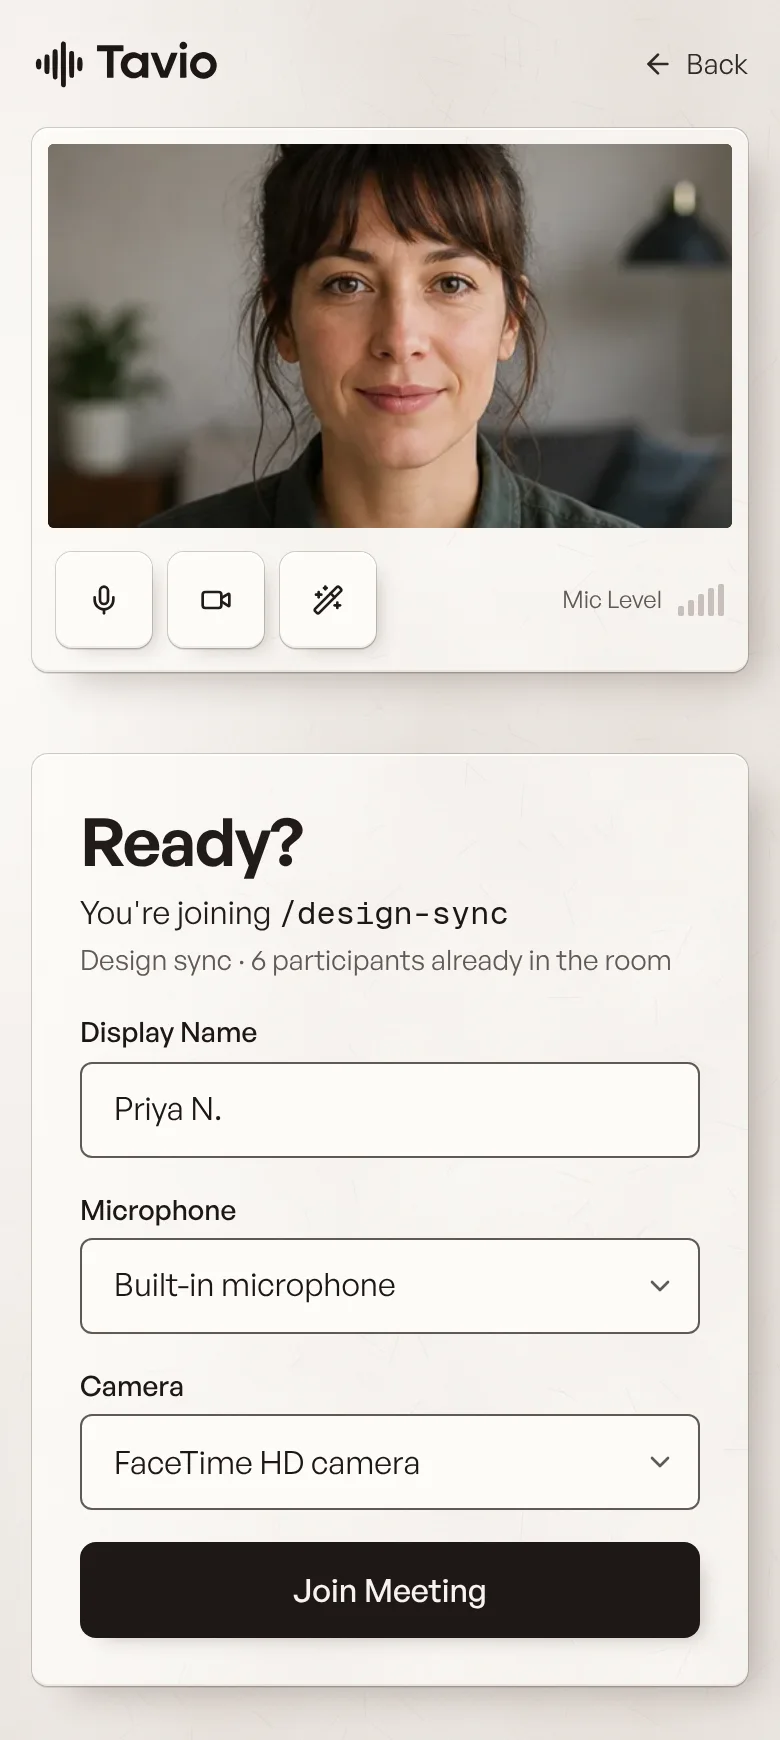 Tavio
Back
Mic Level
Ready?
You're joining /design-sync
Design sync · 6 participants already in the room
Display Name
Priya N.
Microphone
Built-in microphone
Camera
FaceTime HD camera
Join Meeting